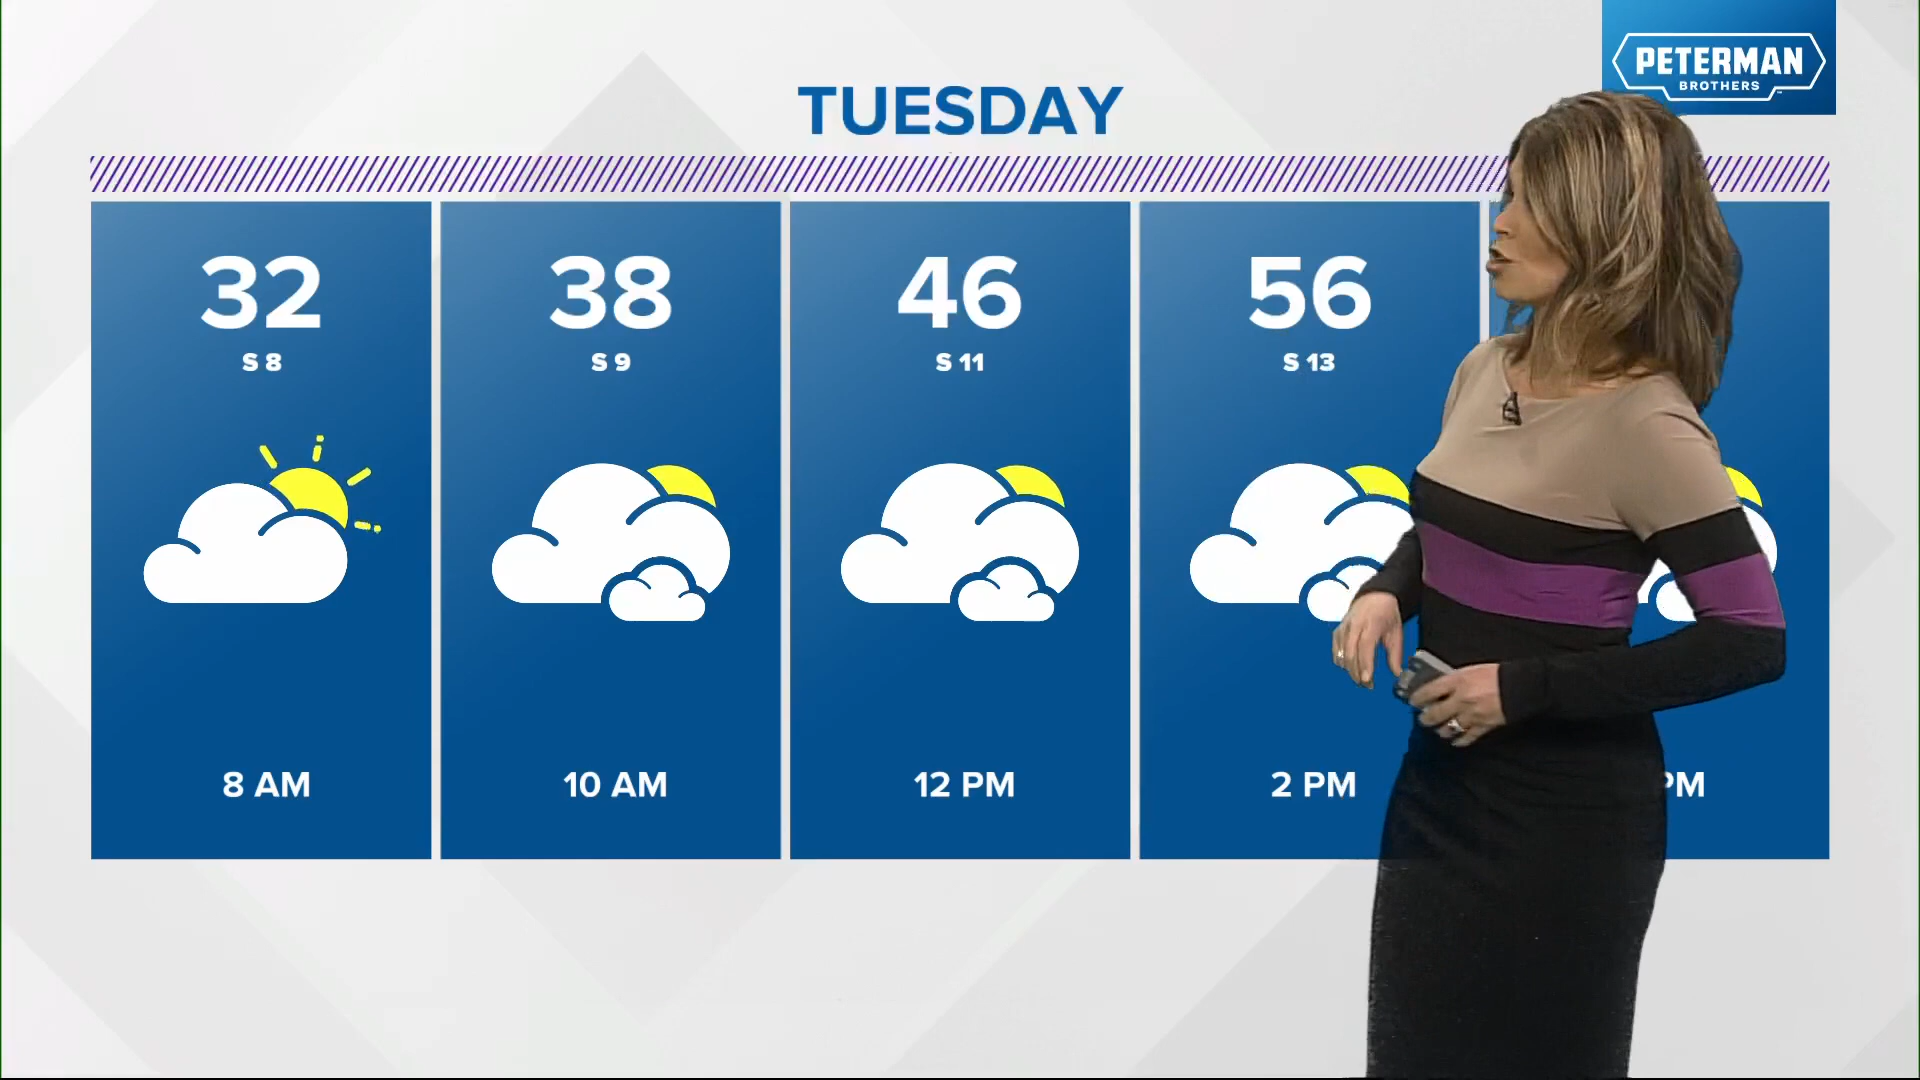 PETERMAN
BROTHERS
TUESDAY
32
S 8
8 AM
38
S 9
10 AM
46
S 11
12 PM
56
S 13
2 PM
PM